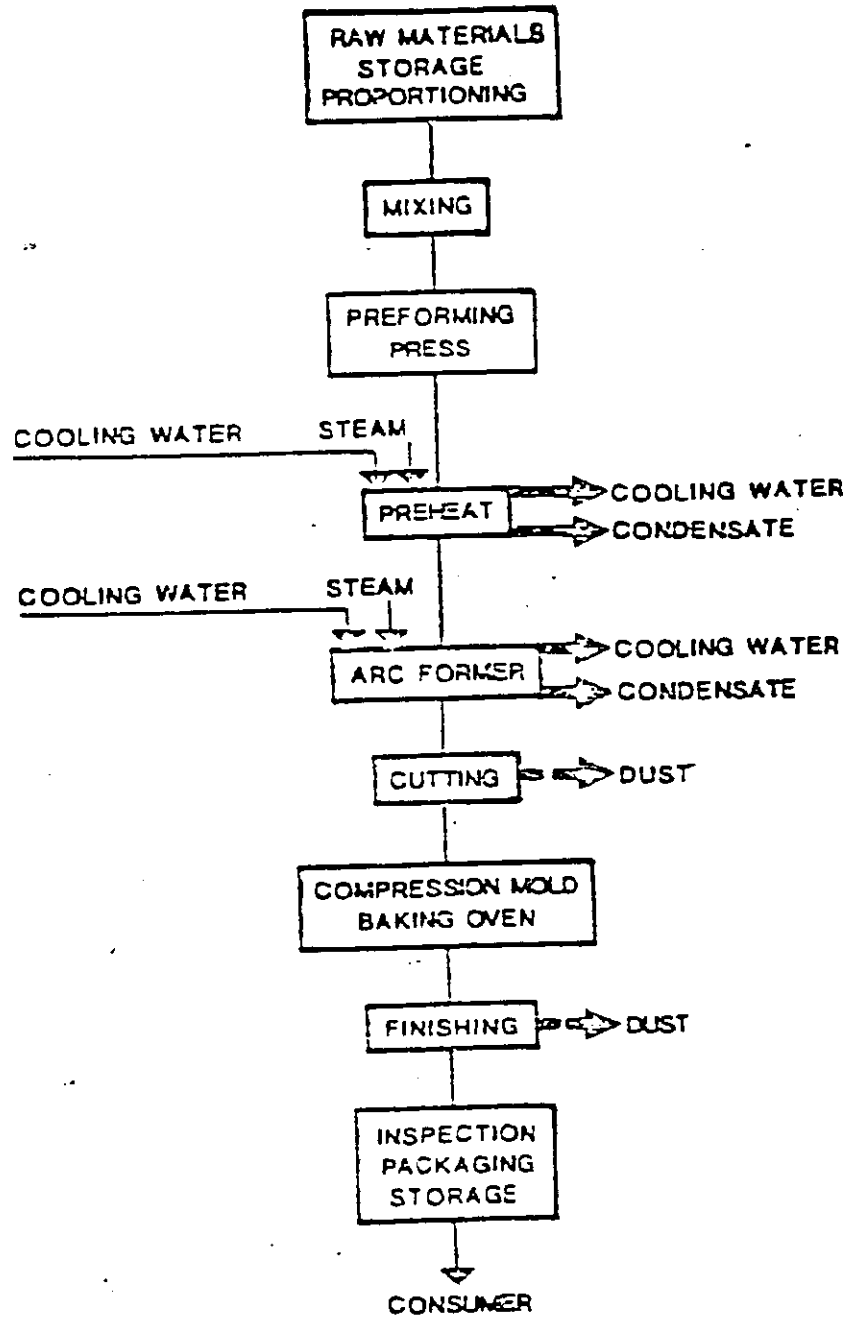 RAW MATERIALS
STORAGE
PROPORTIONING
MIXING
PREFORMING
PRESS
COOLING WATER
STEAM
PREHEAT
COOLING WATER
CONDENSATE
COOLING WATER
STEAM
ARC FORMER
COOLING WATER
CONDENSATE
CUTTING
DUST
COMPRESSION MOLD
BAKING OVEN
FINISHING
DUST
INSPECTION
PACKAGING
STORAGE
CONSUMER